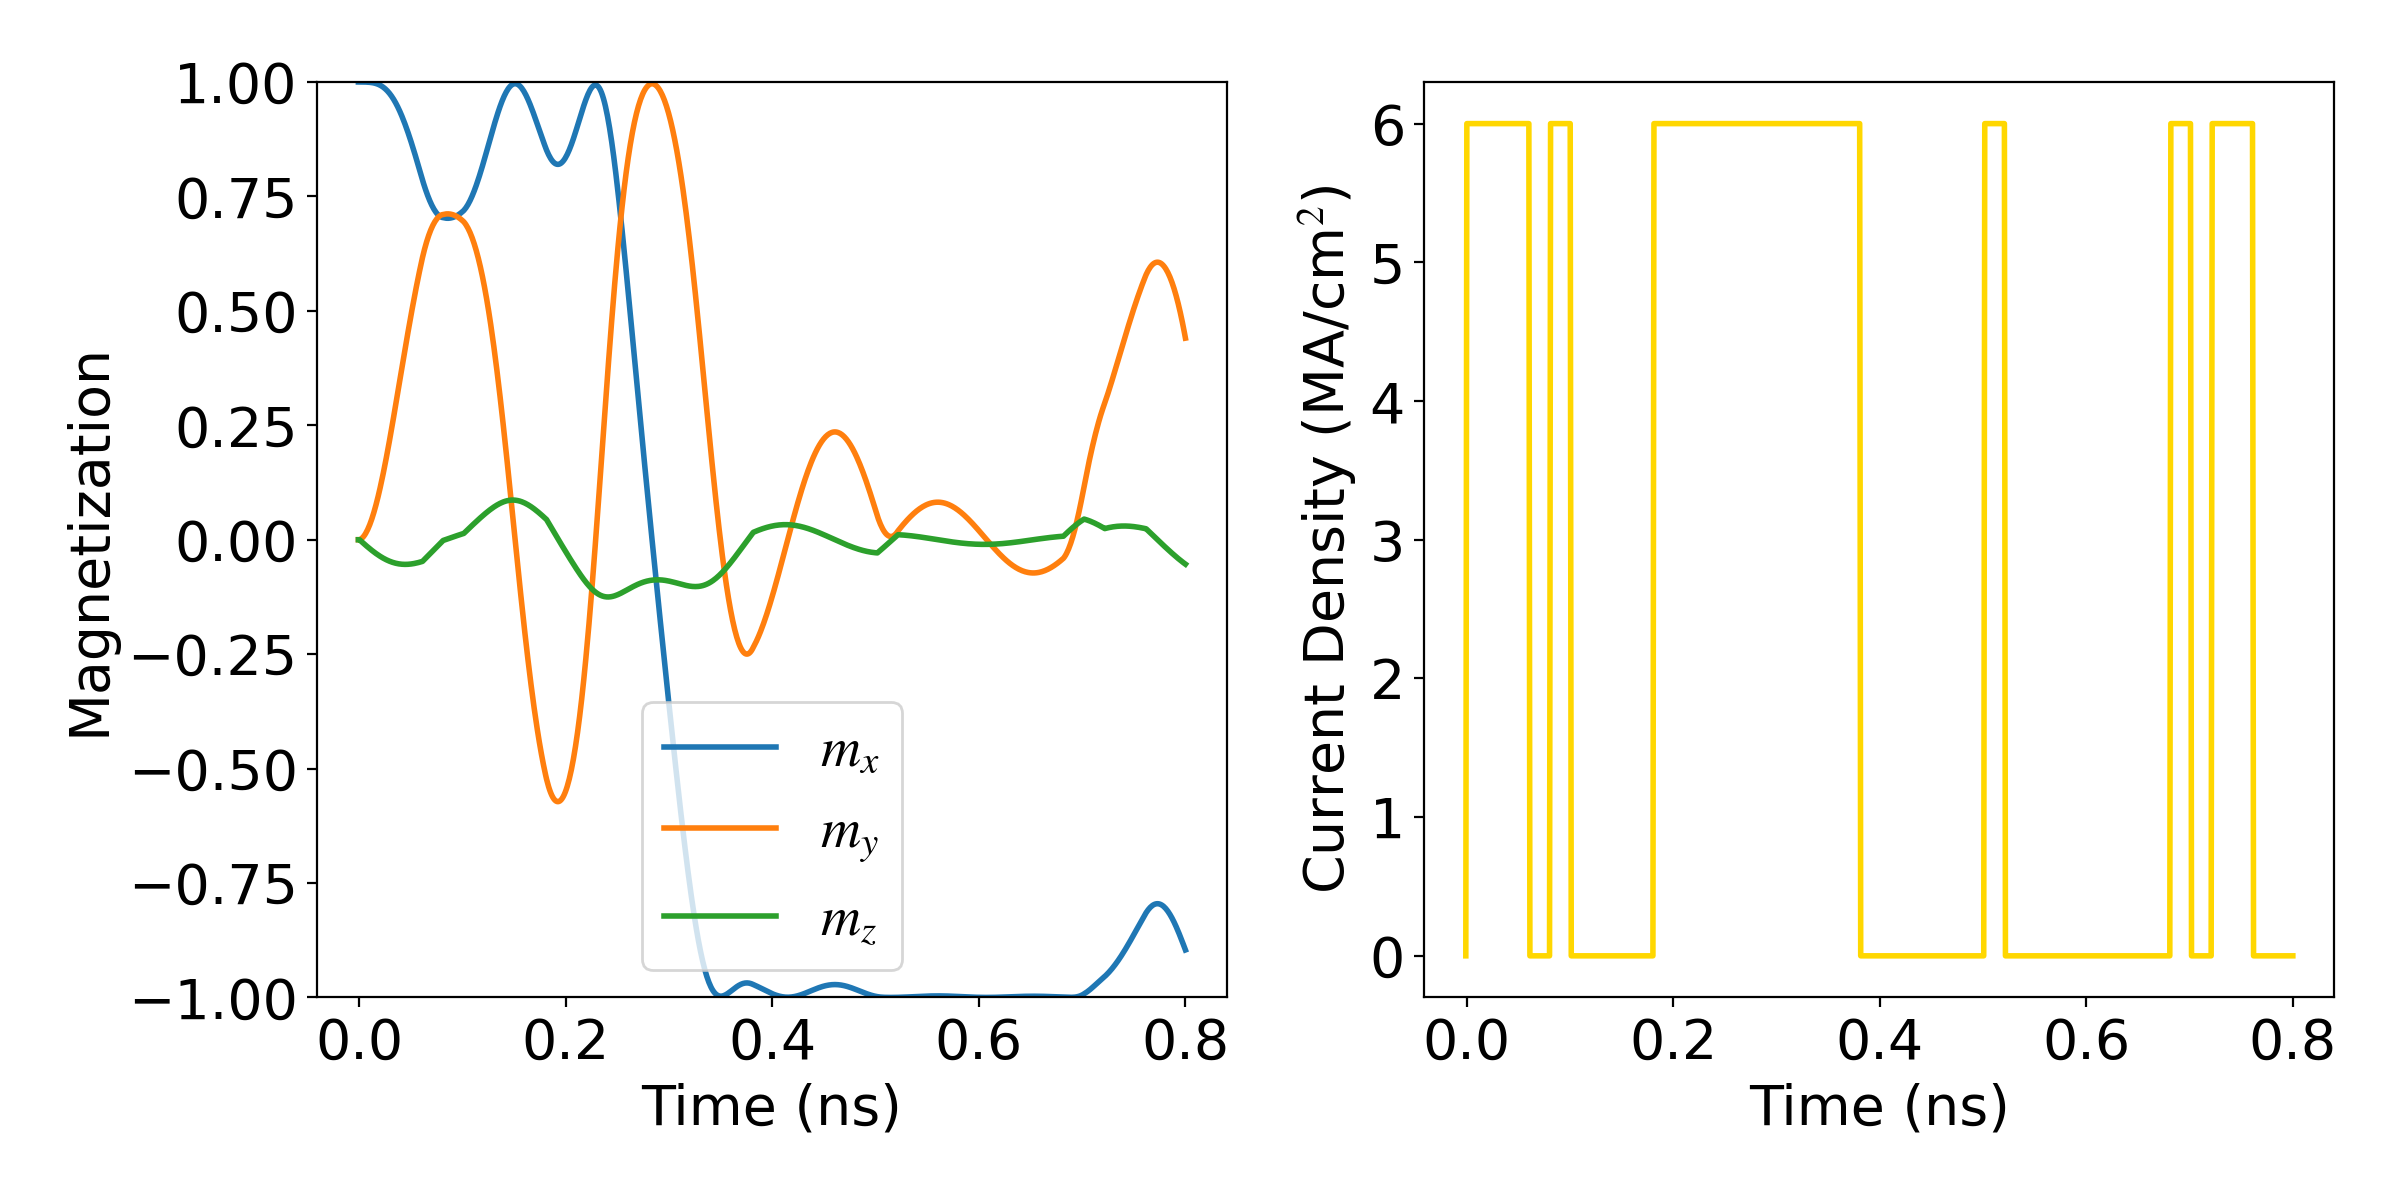 1.00
0.75
0.50
0.25
0.00
−0.25
−0.50
−0.75
−1.00
Magnetization
0.0 0.2 0.4 0.6 0.8
Time (ns)
m_x
m_y
m_z
6
5
4
3
2
1
0
Current Density (MA/cm²)
0.0 0.2 0.4 0.6 0.8
Time (ns)